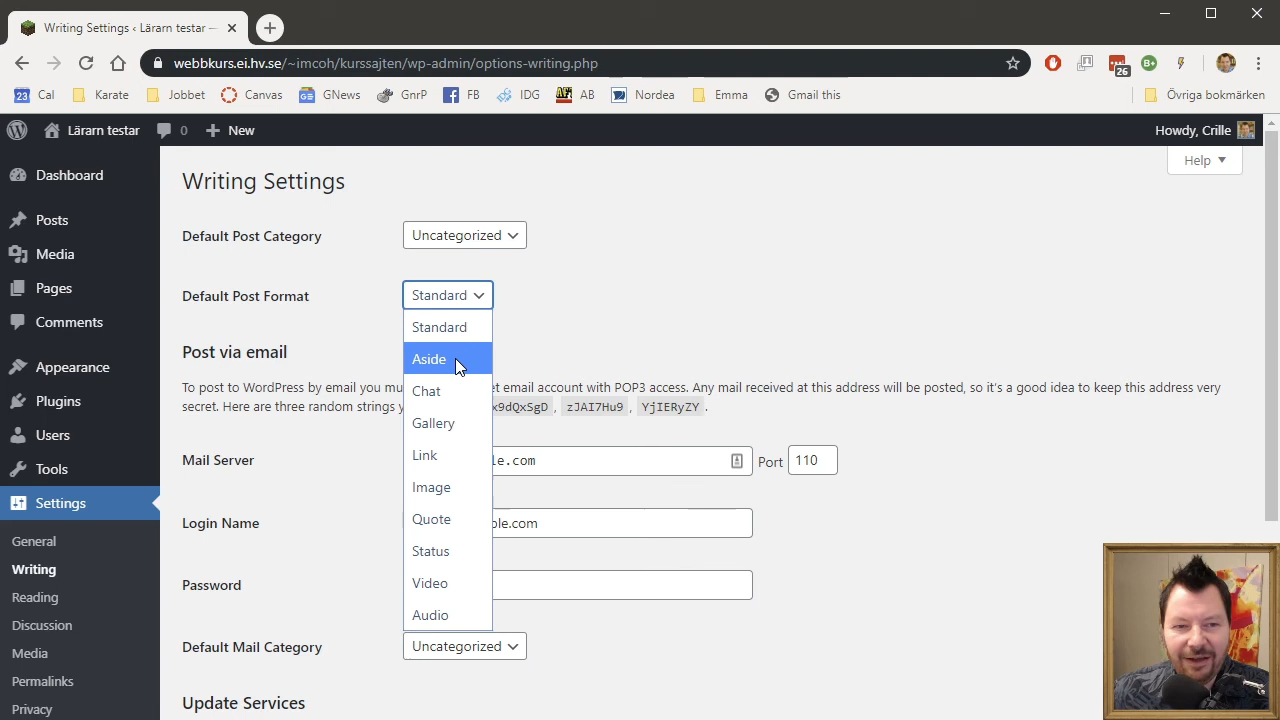 Writing Settings ‹ Lärarn testar —
webbkurs.ei.hv.se/~imcoh/kurssajten/wp-admin/options-writing.php
26
23 Cal Karate Jobbet Canvas GNews GnrP FB IDG AB Nordea Emma Gmail this Övriga bokmärken
Lärarn testar 0 New Howdy, Crille
Help
Dashboard
Posts
Media
Pages
Comments
Appearance
Plugins
Users
Tools
Settings
General
Writing
Reading
Discussion
Media
Permalinks
Privacy
Writing Settings
Default Post Category Uncategorized
Default Post Format Standard
Standard
Aside
Chat
Gallery
Link
Image
Quote
Status
Video
Audio
Post via email
To post to WordPress by email you mu et email account with POP3 access. Any mail received at this address will be posted, so it's a good idea to keep this address very
secret. Here are three random strings y x9dQxSgD , zJAI7Hu9 , YjIERyZY .
Mail Server le.com Port 110
Login Name ple.com
Password
Default Mail Category Uncategorized
Update Services